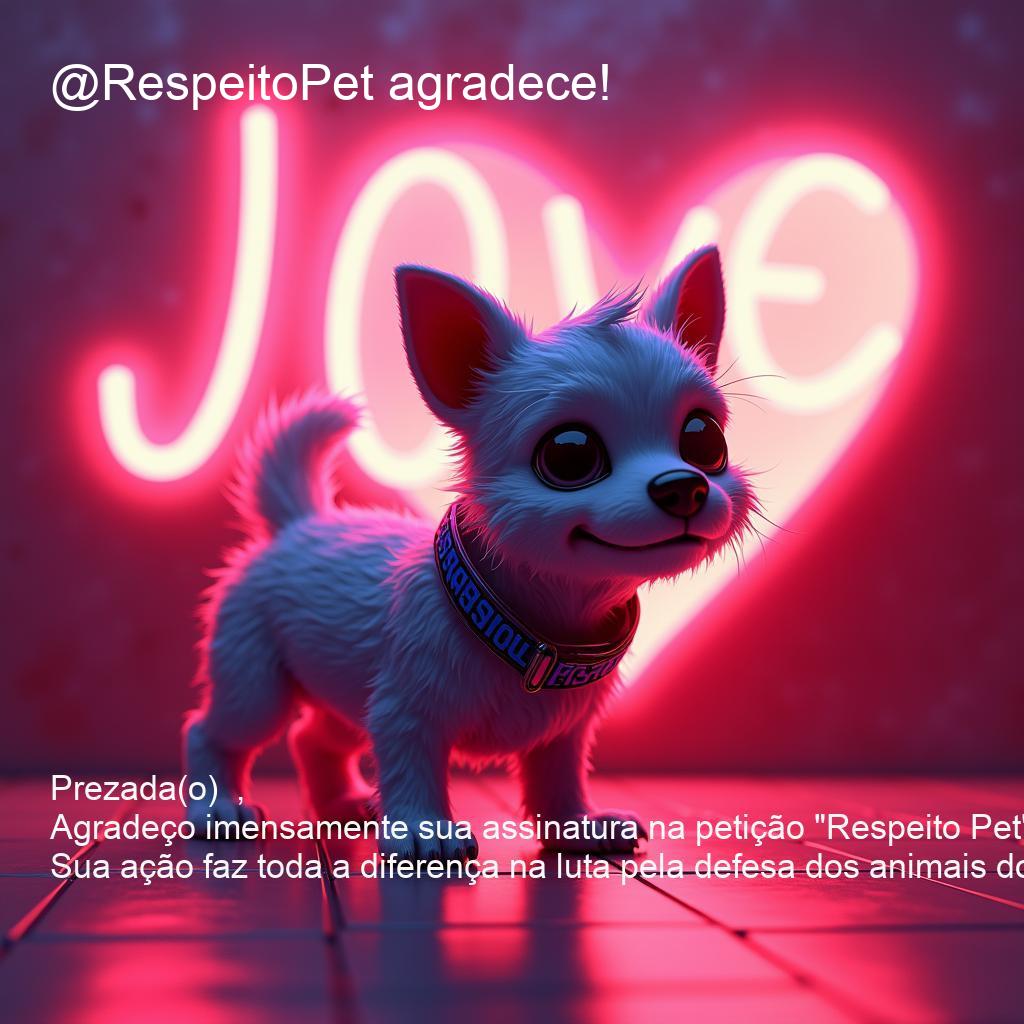 @RespeitoPet agradece!
JOVE
Prezada(o)  ,
Agradeço imensamente sua assinatura na petição "Respeito Pet"
Sua ação faz toda a diferença na luta pela defesa dos animais do